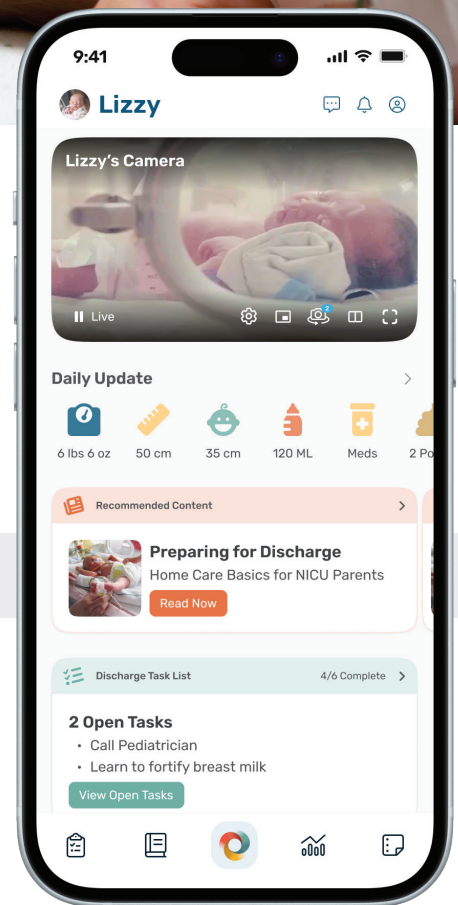 9:41
Lizzy
Lizzy's Camera
Live
2
Daily Update
6 lbs 6 oz
50 cm
35 cm
120 ML
Meds
2 Po
Recommended Content
Preparing for Discharge
Home Care Basics for NICU Parents
Read Now
Discharge Task List
4/6 Complete
2 Open Tasks
• Call Pediatrician
• Learn to fortify breast milk
View Open Tasks